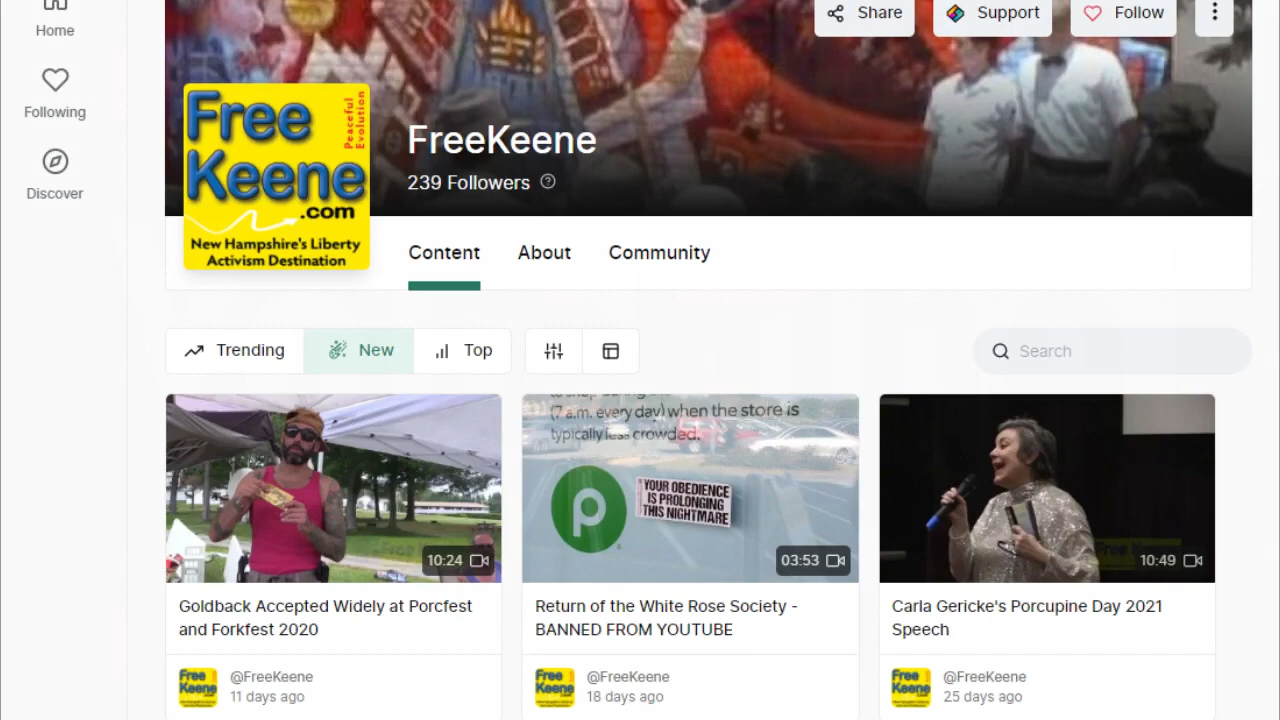 Share
Support
Follow
Home
Following
Discover
Free
Keene
.com
Peaceful
Evolution
New Hampshire's Liberty
Activism Destination
FreeKeene
239 Followers
Content
About
Community
Trending
New
Top
Search
10:24
(7 a.m. every day) when the store is
typically less crowded.
YOUR OBEDIENCE
IS PROLONGING
THIS NIGHTMARE
03:53
10:49
Goldback Accepted Widely at Porcfest
and Forkfest 2020
Return of the White Rose Society -
BANNED FROM YOUTUBE
Carla Gericke's Porcupine Day 2021
Speech
@FreeKeene
11 days ago
@FreeKeene
18 days ago
@FreeKeene
25 days ago